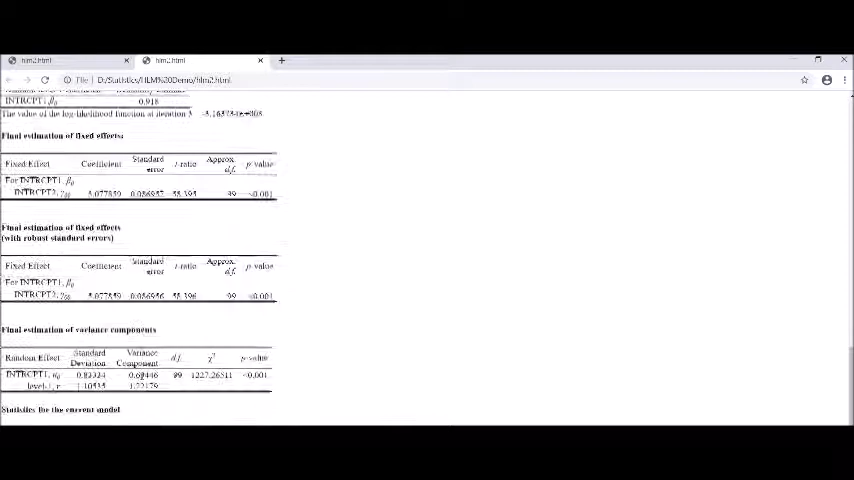 hlm2.html hlm2.html
File D:/Statistics/HLM%20Demo/hlm2.html
INTRCPT1,β0 0.918
The value of the log-likelihood function at iteration
Final estimation of fixed effects:
Fixed Effect Coefficient Standard error t-ratio Approx. d.f. p-value
For INTRCPT1, β0
INTRCPT2, γ00 5.077859 0.086957 58.395 99 <0.001
Final estimation of fixed effects
(with robust standard errors)
Fixed Effect Coefficient Standard error t-ratio Approx. d.f. p-value
For INTRCPT1, β0
INTRCPT2, γ00 5.077859 0.086956 58.396 99 <0.001
Final estimation of variance components
Random Effect Standard Deviation Variance Component d.f. χ² p-value
INTRCPT1, u0 99 1227.26511 <0.001
level-1, r 1.10535
Statistics for the current model